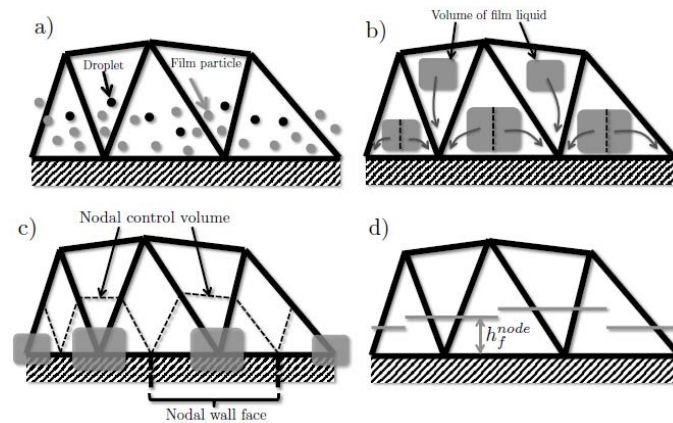 a)
Droplet
Film particle
b)
Volume of film liquid
c)
Nodal control volume
Nodal wall face
d)
h_f^{node}